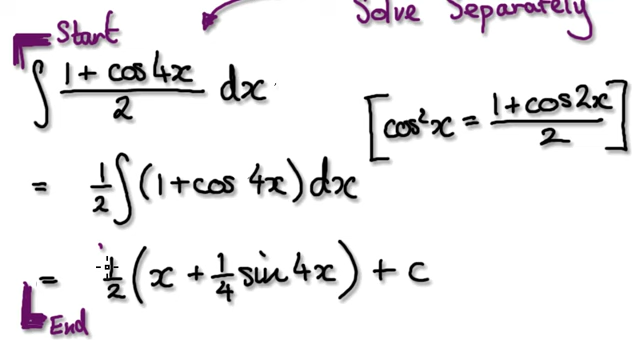 Solve Separately
Start
∫ (1 + cos 4x)/2 dx
[cos²x = (1 + cos 2x)/2]
= 1/2 ∫ (1 + cos 4x) dx
= 1/2 (x + 1/4 sin 4x) + c
End